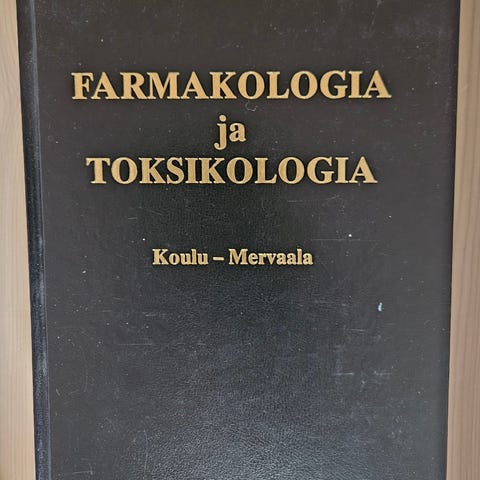 FARMAKOLOGIA
ja
TOKSIKOLOGIA
Koulu – Mervaala